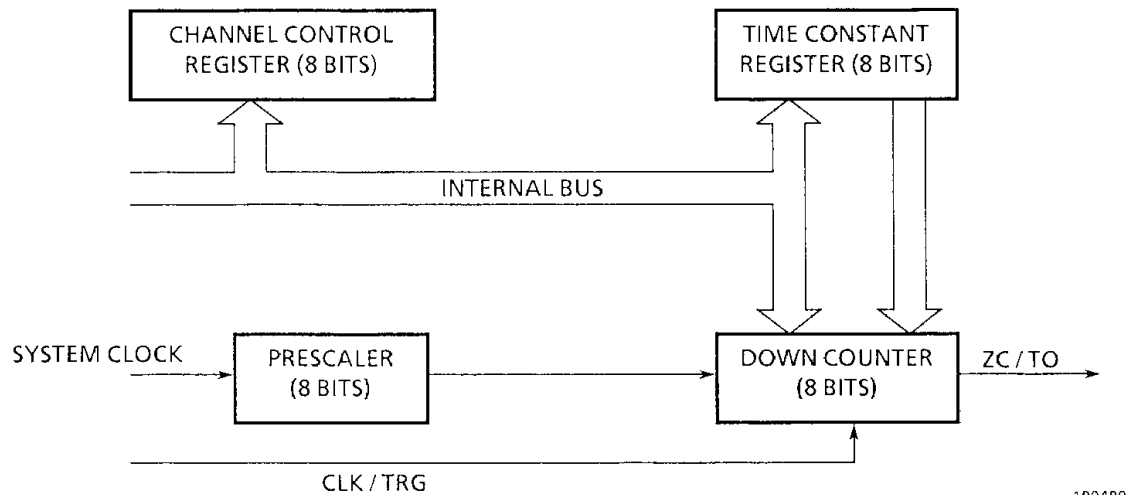 CHANNEL CONTROL
REGISTER (8 BITS)
TIME CONSTANT
REGISTER (8 BITS)
INTERNAL BUS
SYSTEM CLOCK
PRESCALER
(8 BITS)
DOWN COUNTER
(8 BITS)
ZC / TO
CLK / TRG